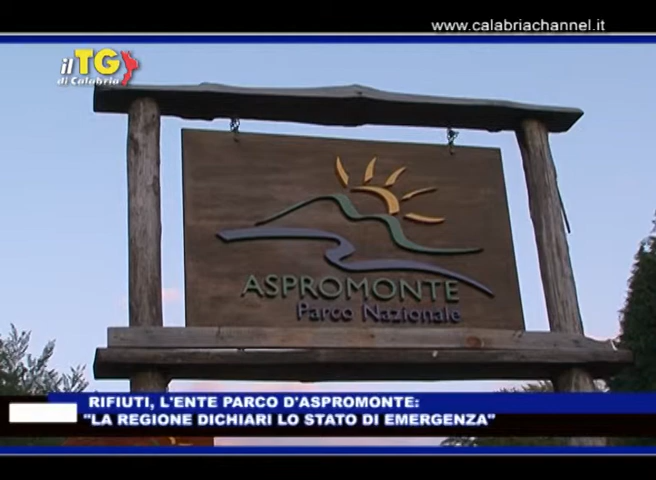 www.calabriachannel.it
il TG
di Calabria
ASPROMONTE
Parco Nazionale
RIFIUTI, L'ENTE PARCO D'ASPROMONTE:
"LA REGIONE DICHIARI LO STATO DI EMERGENZA"